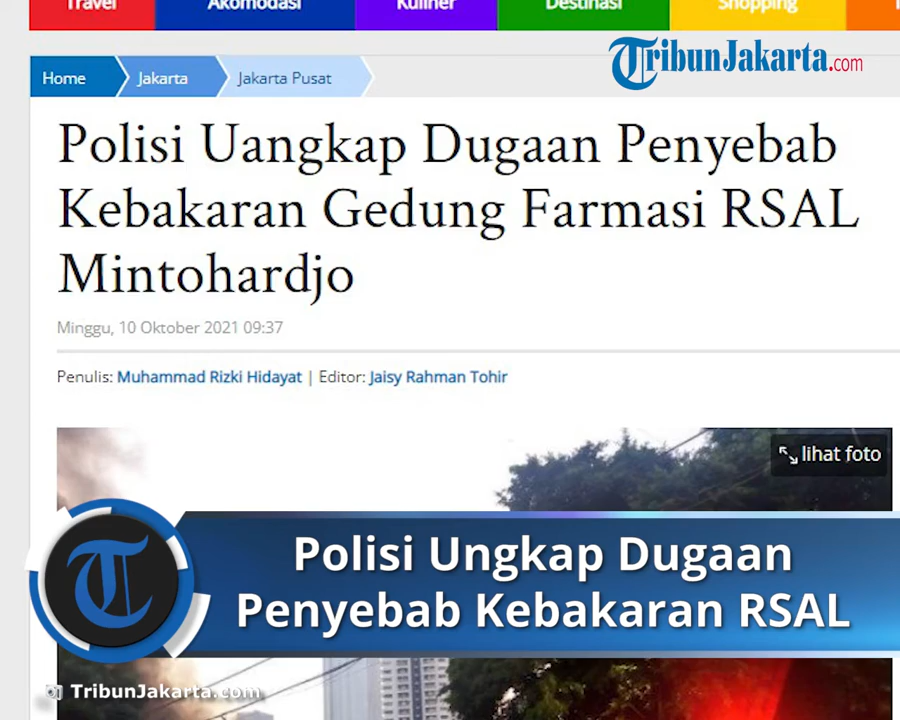 Travel Akomodasi Kuliner Destinasi Shopping
TribunJakarta.com
Home Jakarta Jakarta Pusat
Polisi Uangkap Dugaan Penyebab
Kebakaran Gedung Farmasi RSAL
Mintohardjo
Minggu, 10 Oktober 2021 09:37
Penulis: Muhammad Rizki Hidayat | Editor: Jaisy Rahman Tohir
lihat foto
Polisi Ungkap Dugaan
Penyebab Kebakaran RSAL
TribunJakarta.com